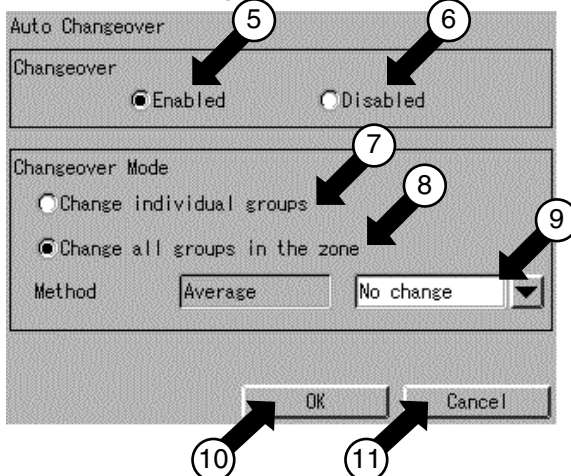 Auto Changeover
5
6
Changeover
Enabled Disabled
7
Changeover Mode
8
Change individual groups
9
Change all groups in the zone
Method Average No change
OK Cancel
10 11